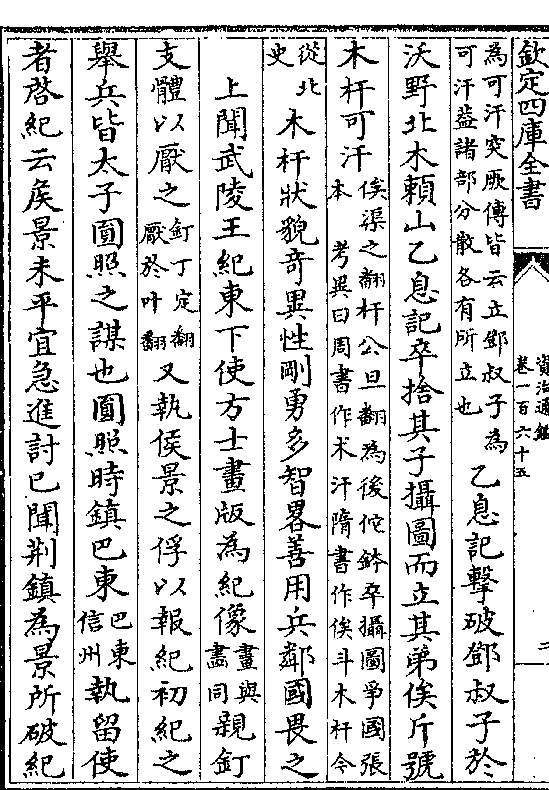 欽定四庫全書
資治通鑑
卷一百六十五
二
為可汗突厥傳皆云立鄧叔子為
可汗葢諸部分散各有所立也
乙息記擊破鄧叔子於
沃野北木頼山乙息記卒捨其子攝圖而立其弟俟斤號
木杆可汗
俟渠之翻杆公旦翻為後佗鉢卒攝圖爭國張
本 考異曰周書作木汗隋書作俟斗木杆今
從北
史
木杆狀貌奇異性剛勇多智畧善用兵鄰國畏之
上聞武陵王紀東下使方士畫版為紀像
畫與
畵同
親釘
支體以厭之
釘丁定翻
厭於叶翻
又執侯景之俘以報紀初紀之
舉兵皆太子圓照之謀也圓照時鎮巴東
巴東
信州
執留使
者啓紀云侯景未平宜急進討已聞荆鎮為景所破紀